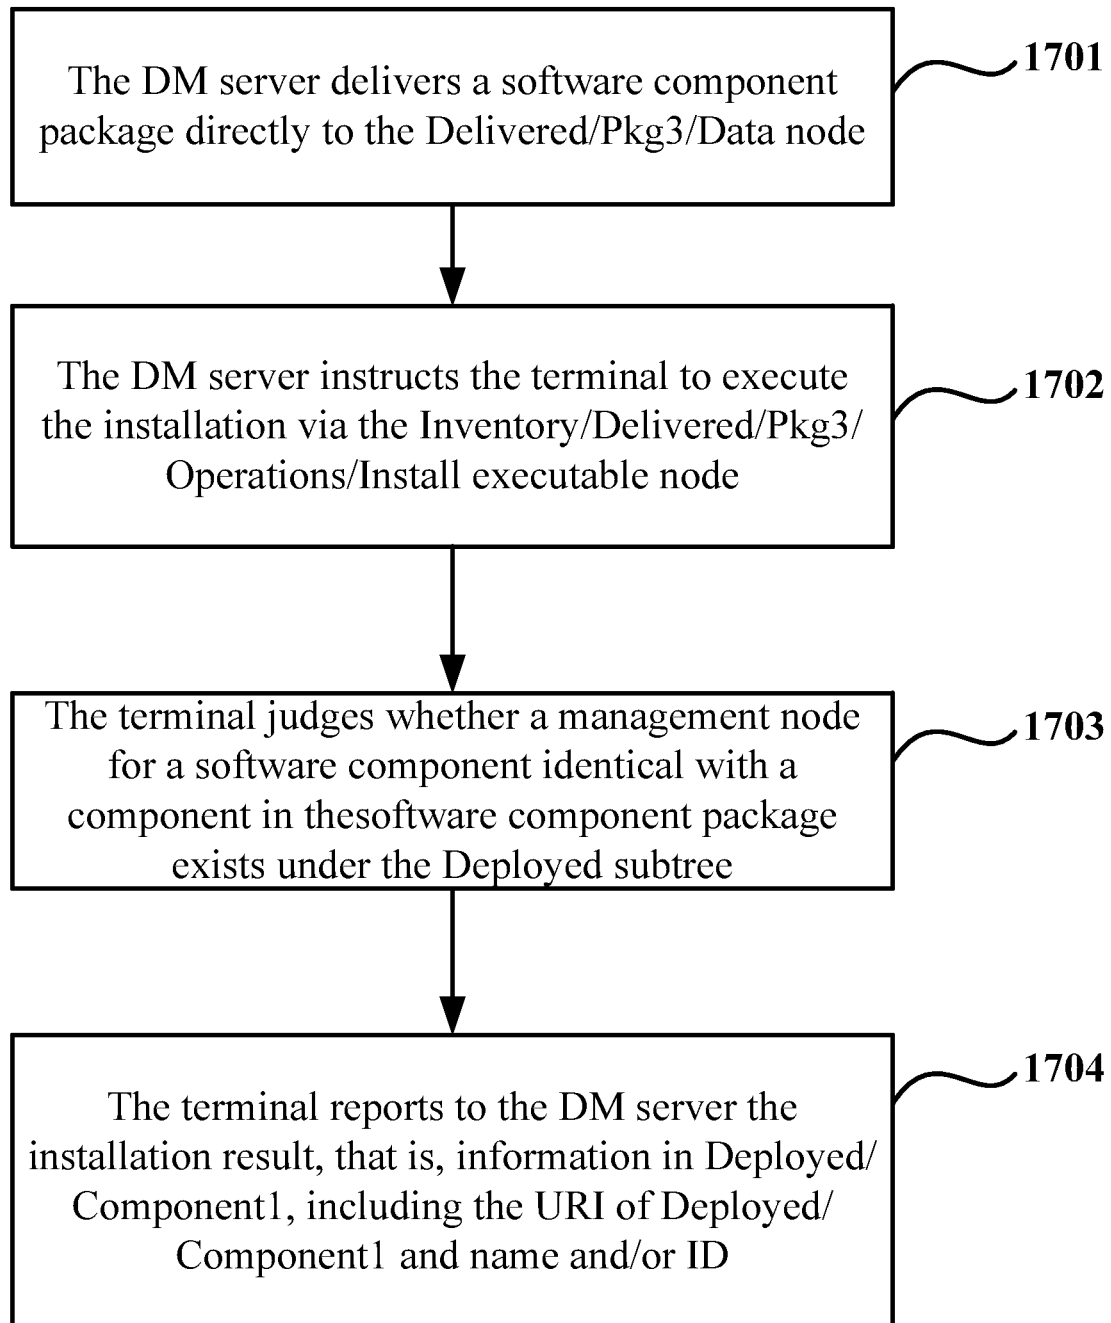 The DM server delivers a software component
package directly to the Delivered/Pkg3/Data node
1701
The DM server instructs the terminal to execute
the installation via the Inventory/Delivered/Pkg3/
Operations/Install executable node
1702
The terminal judges whether a management node
for a software component identical with a
component in thesoftware component package
exists under the Deployed subtree
1703
The terminal reports to the DM server the
installation result, that is, information in Deployed/
Component1, including the URI of Deployed/
Component1 and name and/or ID
1704